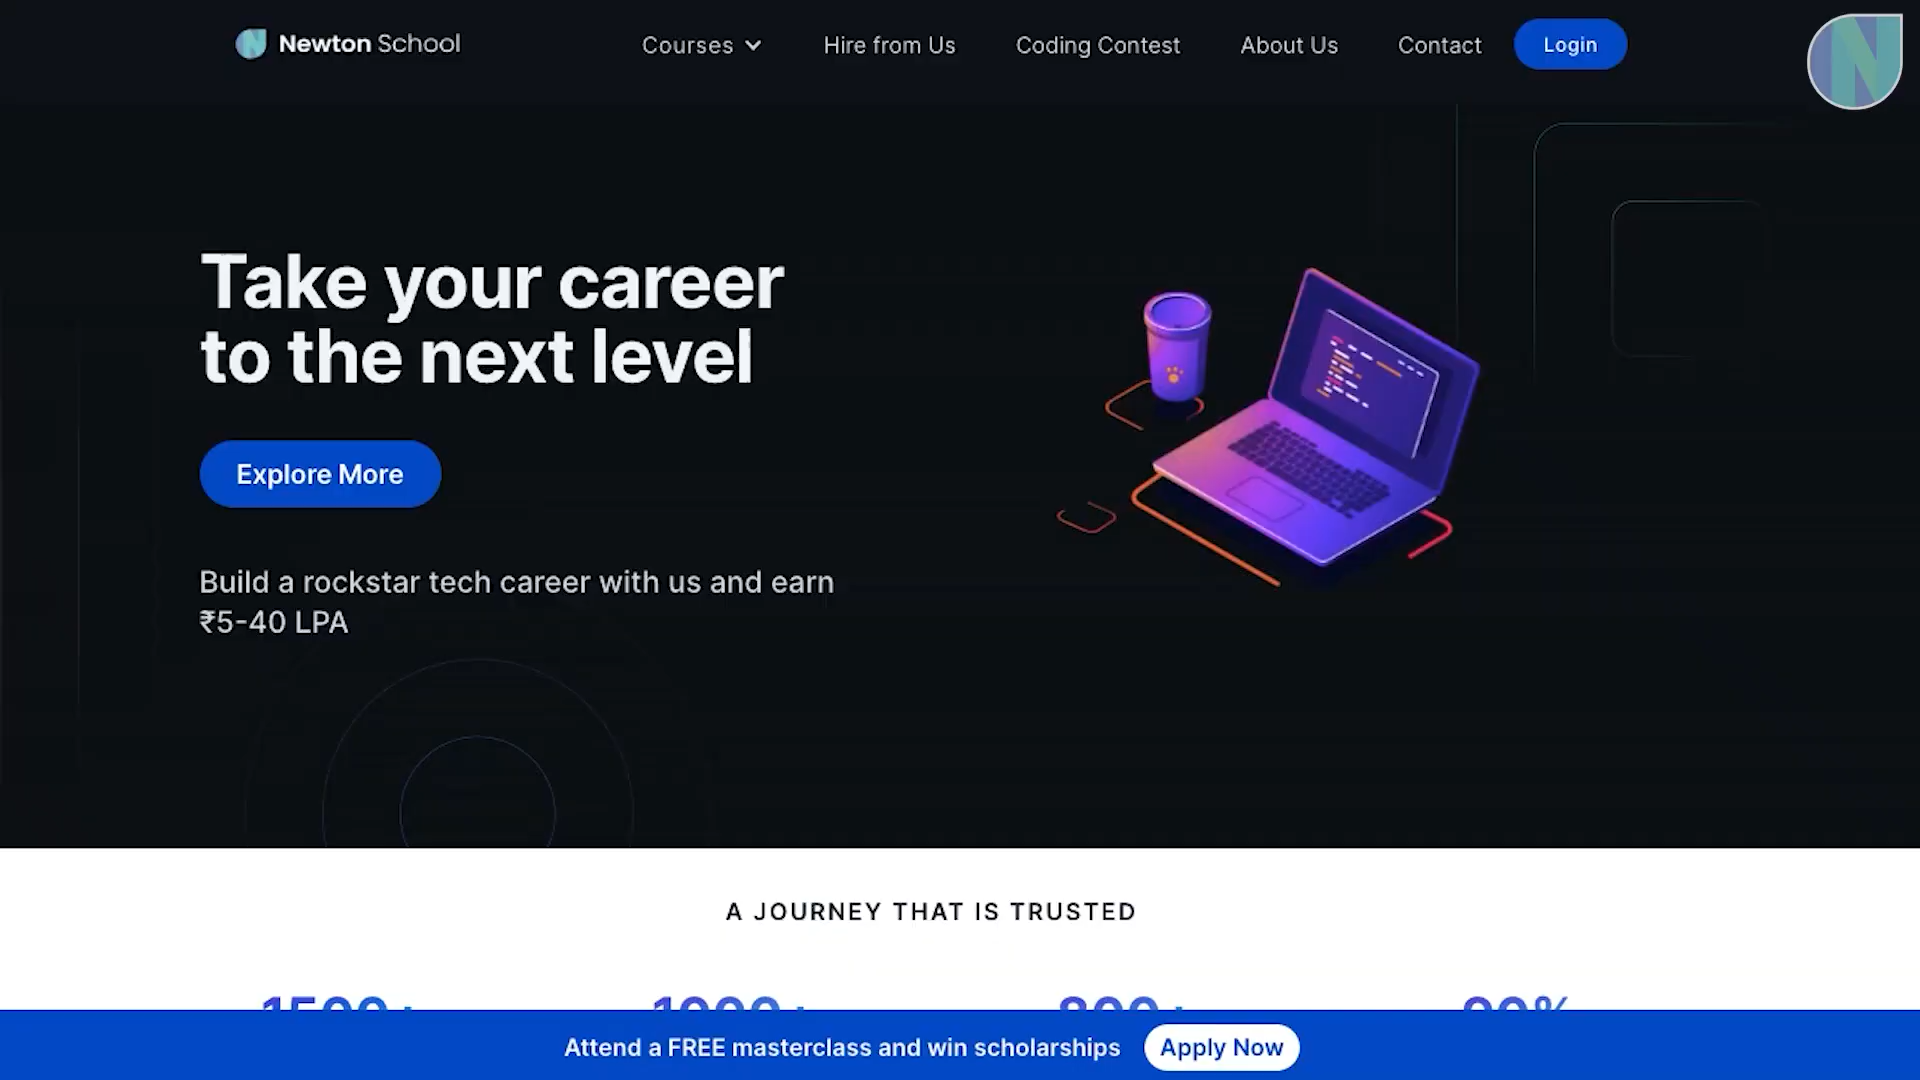 Newton School
Courses
Hire from Us
Coding Contest
About Us
Contact
Login
Take your career
to the next level
Explore More
Build a rockstar tech career with us and earn
₹5-40 LPA
A JOURNEY THAT IS TRUSTED
Attend a FREE masterclass and win scholarships
Apply Now